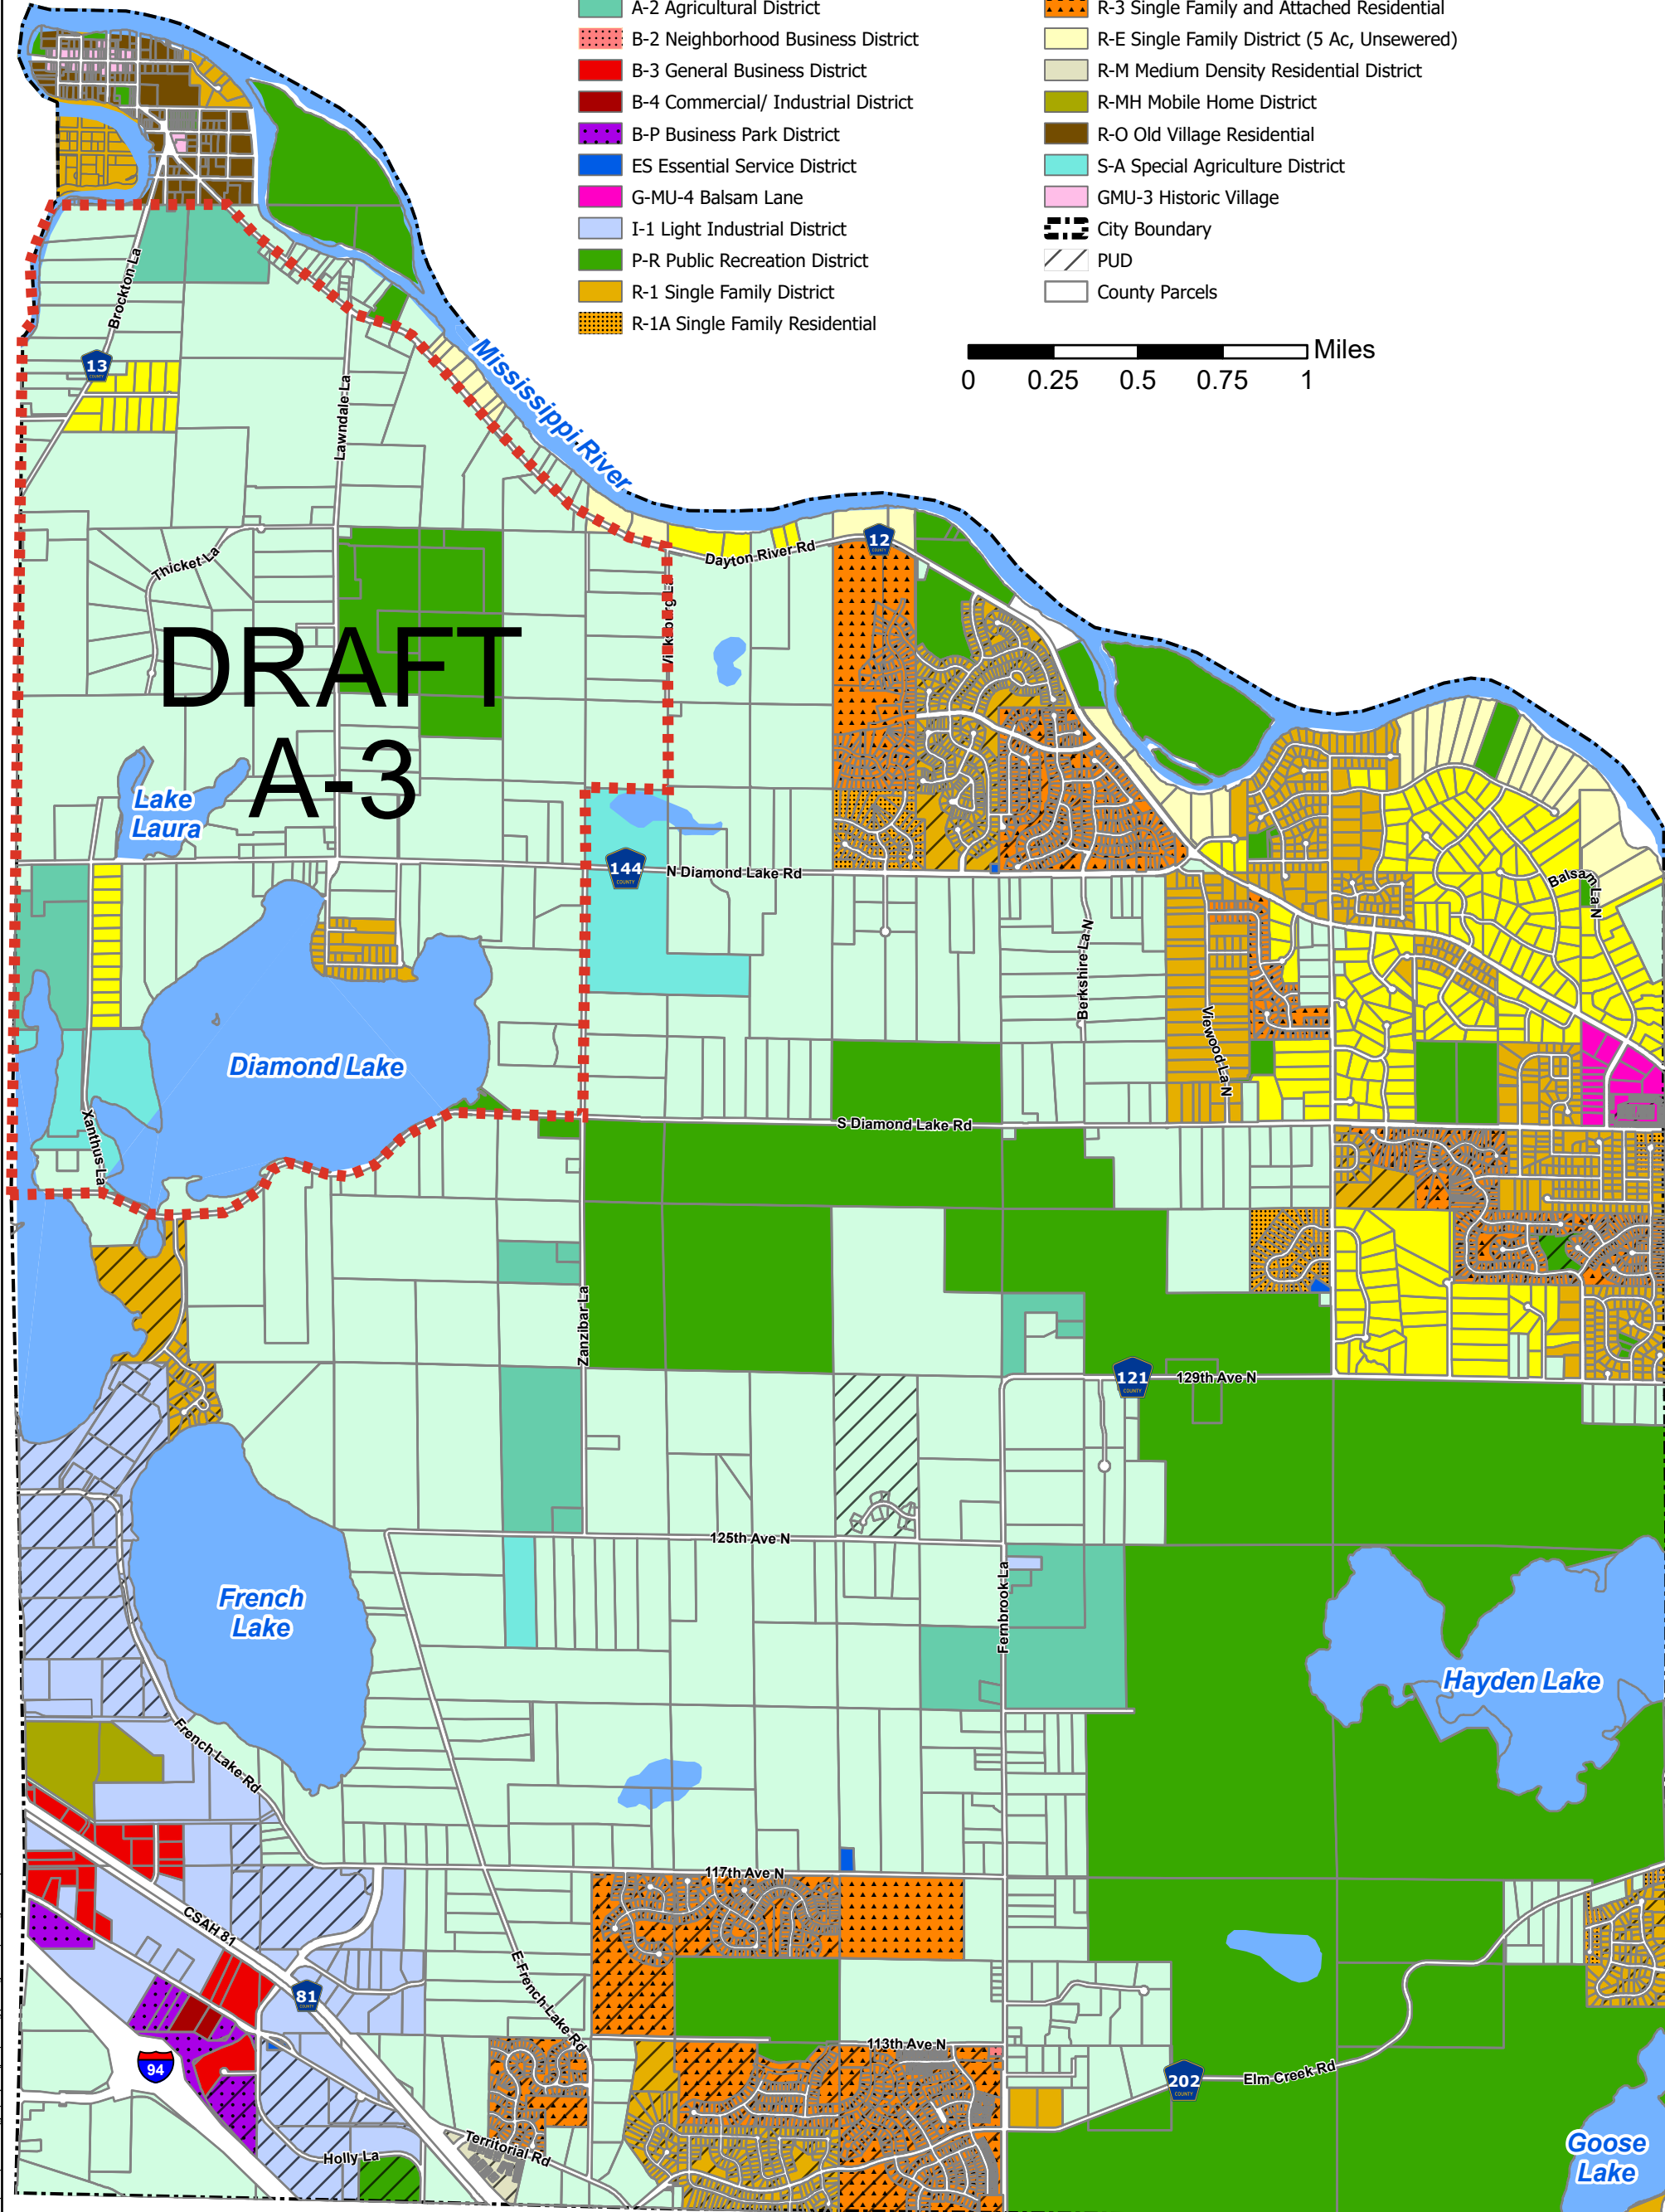 A-2 Agricultural District
B-2 Neighborhood Business District
B-3 General Business District
B-4 Commercial/ Industrial District
B-P Business Park District
ES Essential Service District
G-MU-4 Balsam Lane
I-1 Light Industrial District
P-R Public Recreation District
R-1 Single Family District
R-1A Single Family Residential
R-3 Single Family and Attached Residential
R-E Single Family District (5 Ac, Unsewered)
R-M Medium Density Residential District
R-MH Mobile Home District
R-O Old Village Residential
S-A Special Agriculture District
GMU-3 Historic Village
City Boundary
PUD
County Parcels
Miles
0 0.25 0.5 0.75 1
Brockton La
13
COUNTY
Lawndale La
Mississippi River
Thicket La
Dayton River Rd
12
COUNTY
DRAFT
A-3
Lake
Laura
144
COUNTY
N Diamond Lake Rd
Balsam La N
Berkshire La N
Viewood La N
Diamond Lake
S Diamond Lake Rd
Xanthus La
Zanzibar La
121
COUNTY
129th Ave N
125th Ave N
Fernbrook La
French
Lake
Hayden Lake
French Lake Rd
117th Ave N
CSAH 81
81
COUNTY
E French Lake Rd
94
113th Ave N
202
COUNTY
Elm Creek Rd
Territorial Rd
Holly La
Goose
Lake